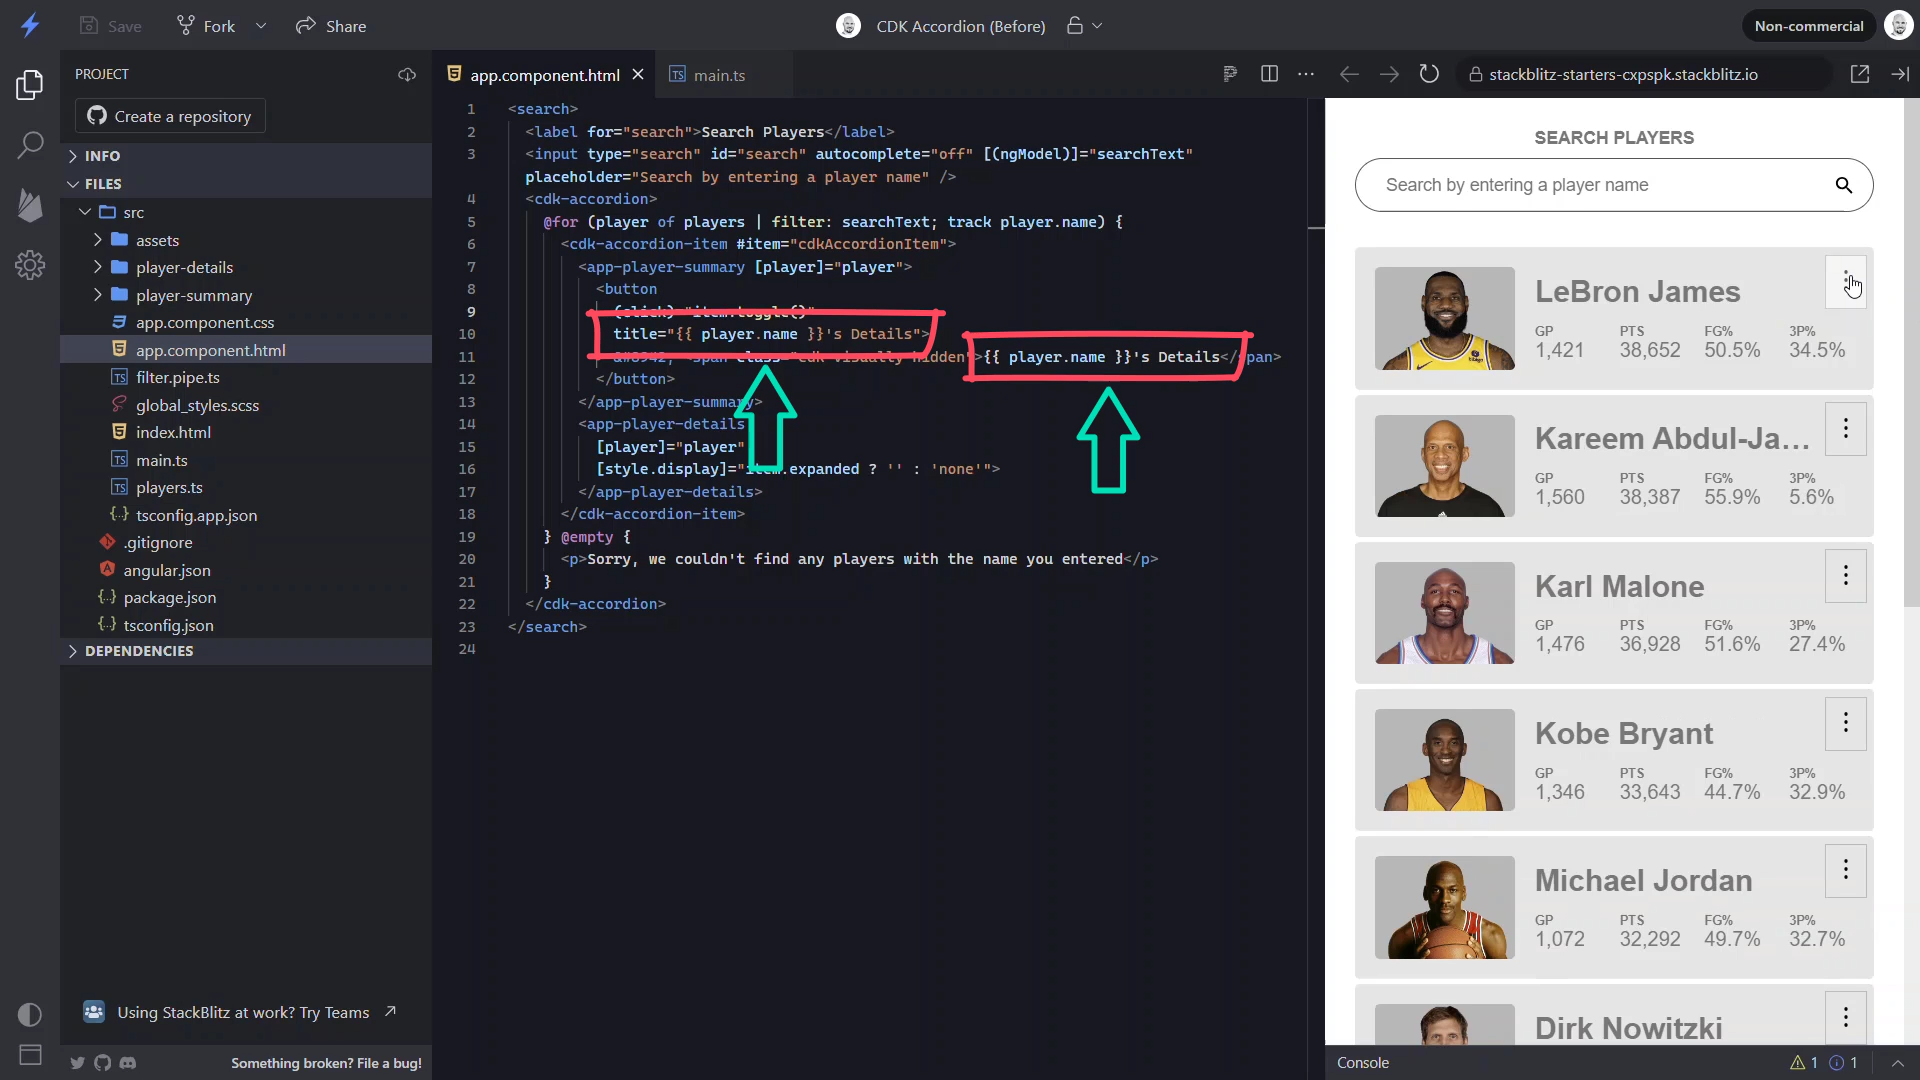 Save
Fork
Share
CDK Accordion (Before)
Non-commercial
PROJECT
Create a repository
INFO
FILES
src
assets
player-details
player-summary
app.component.css
app.component.html
filter.pipe.ts
global_styles.scss
index.html
main.ts
players.ts
tsconfig.app.json
.gitignore
angular.json
package.json
tsconfig.json
DEPENDENCIES
Using StackBlitz at work? Try Teams
Something broken? File a bug!
app.component.html
main.ts
1 <search>
2 <label for="search">Search Players</label>
3 <input type="search" id="search" autocomplete="off" [(ngModel)]="searchText"
placeholder="Search by entering a player name" />
4 <cdk-accordion>
5 @for (player of players | filter: searchText; track player.name) {
6 <cdk-accordion-item #item="cdkAccordionItem">
7 <app-player-summary [player]="player">
8 <button
9 (click)="item.toggle()"
10 title="{{ player.name }}'s Details">
11 &#8942; <span class="cdk-visually-hidden">{{ player.name }}'s Details</span>
12 </button>
13 </app-player-summary>
14 <app-player-details
15 [player]="player"
16 [style.display]="item.expanded ? '' : 'none'">
17 </app-player-details>
18 </cdk-accordion-item>
19 } @empty {
20 <p>Sorry, we couldn't find any players with the name you entered</p>
21 }
22 </cdk-accordion>
23 </search>
24
stackblitz-starters-cxpspk.stackblitz.io
SEARCH PLAYERS
Search by entering a player name
LeBron James
GP PTS FG% 3P%
1,421 38,652 50.5% 34.5%
Kareem Abdul-Ja...
GP PTS FG% 3P%
1,560 38,387 55.9% 5.6%
Karl Malone
GP PTS FG% 3P%
1,476 36,928 51.6% 27.4%
Kobe Bryant
GP PTS FG% 3P%
1,346 33,643 44.7% 32.9%
Michael Jordan
GP PTS FG% 3P%
1,072 32,292 49.7% 32.7%
Dirk Nowitzki
Console
1 1